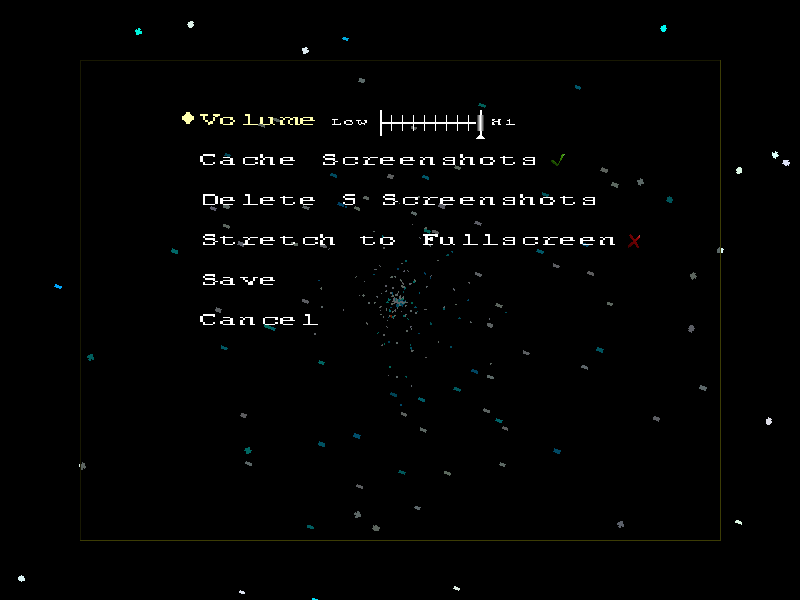 Volume Low Hi
Cache Screenshots
Delete 5 Screenshots
Stretch to Fullscreen
Save
Cancel